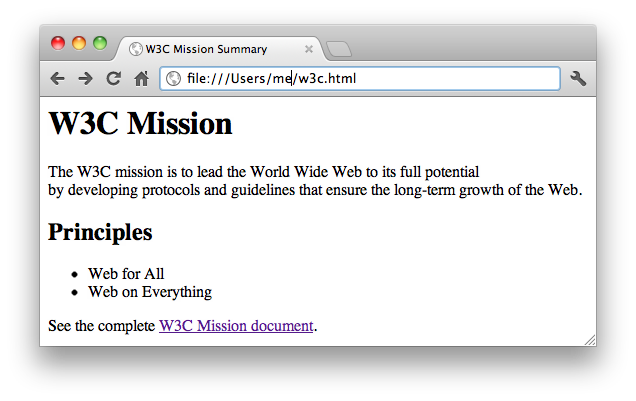 W3C Mission Summary
file:///Users/me/w3c.html
W3C Mission
The W3C mission is to lead the World Wide Web to its full potential
by developing protocols and guidelines that ensure the long-term growth of the Web.
Principles
Web for All
Web on Everything
See the complete W3C Mission document.